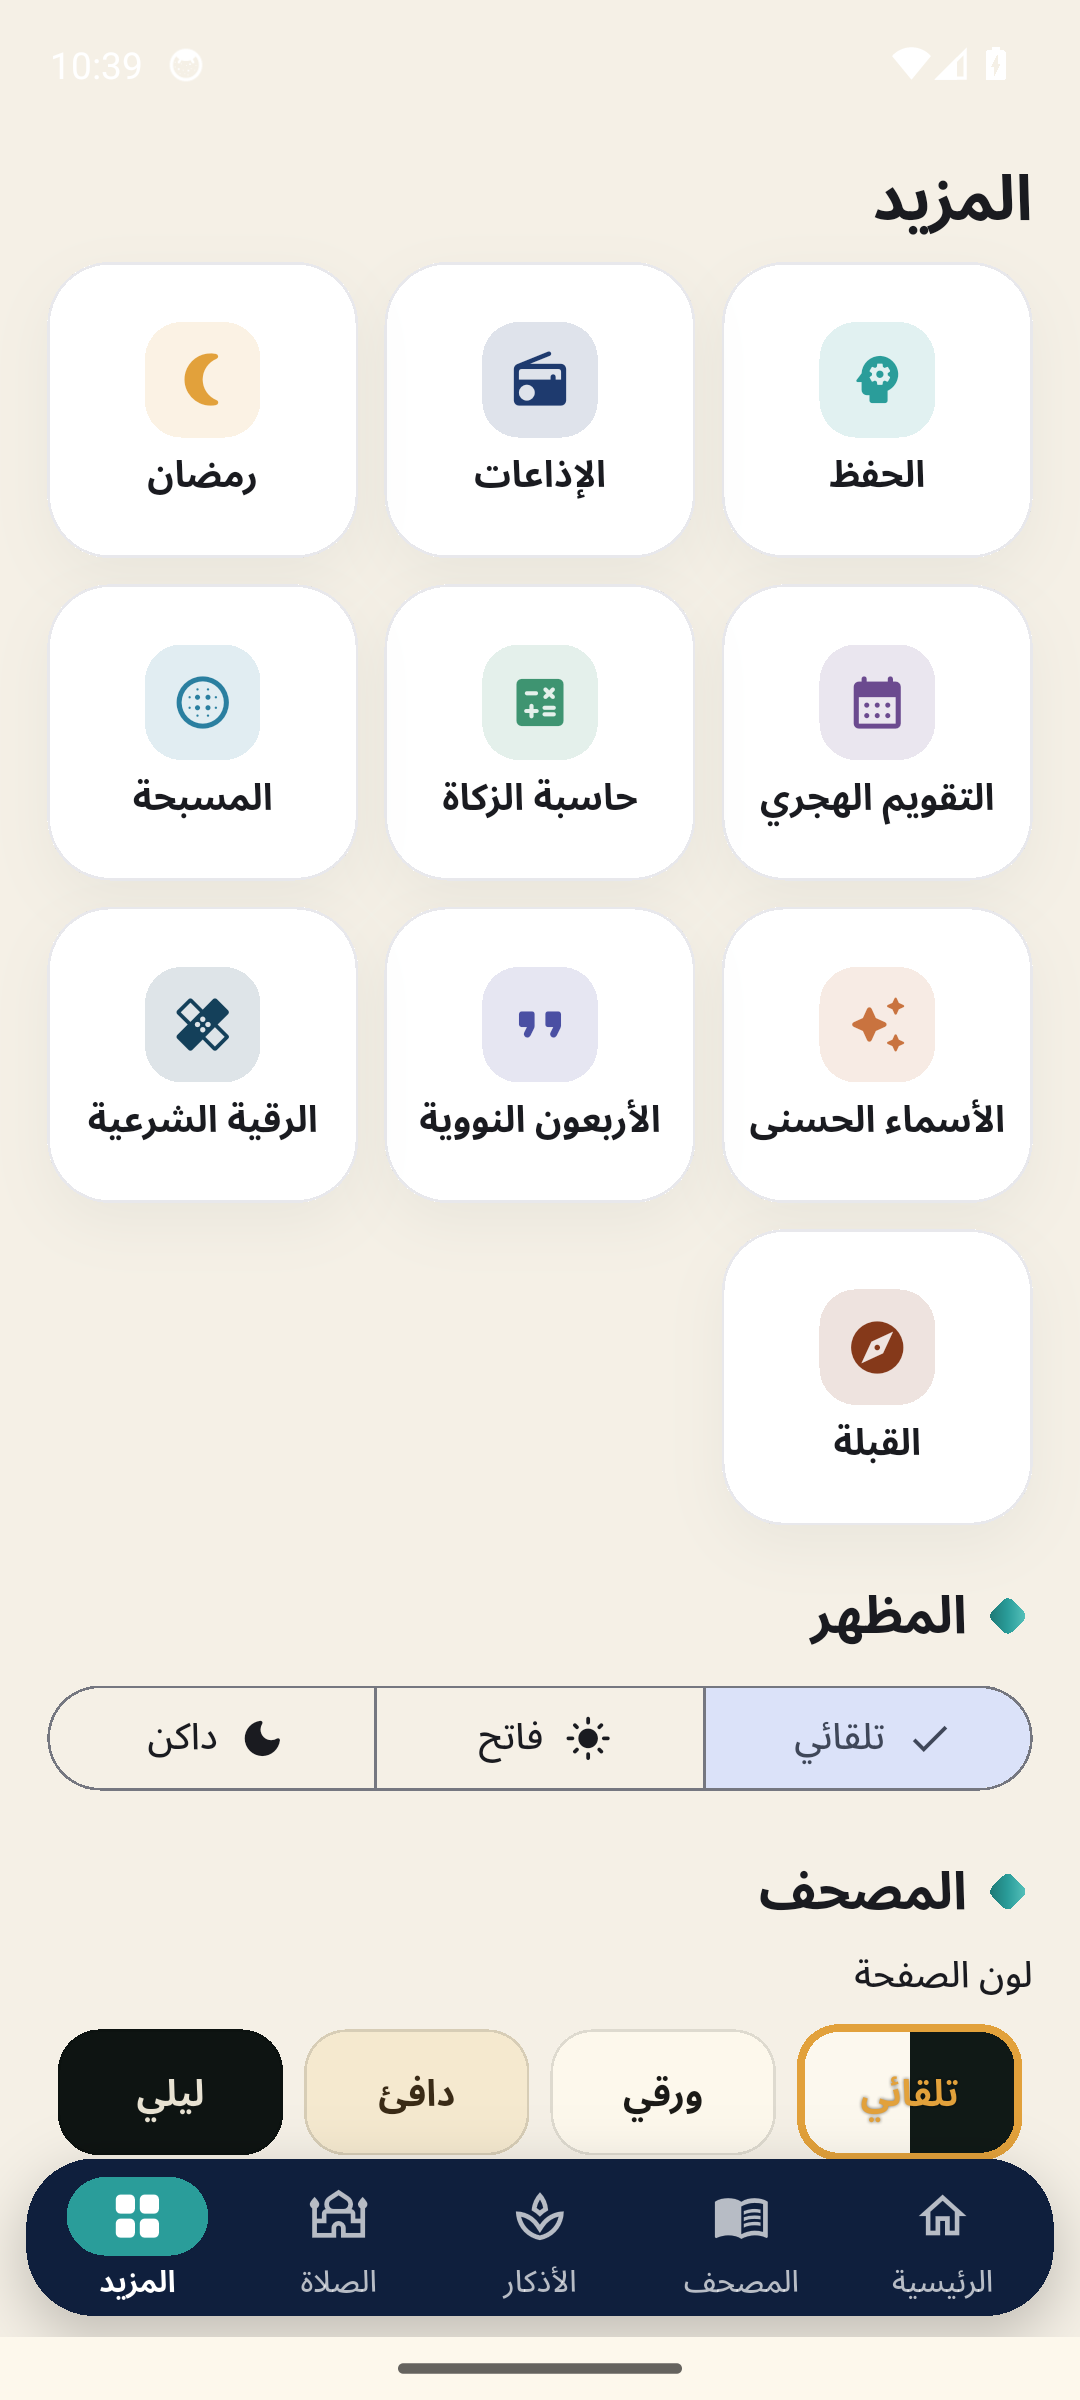 10:39
المزيد
الحفظ
الإذاعات
رمضان
التقويم الهجري
حاسبة الزكاة
المسبحة
الأسماء الحسنى
الأربعون النووية
الرقية الشرعية
القبلة
المظهر
تلقائي
فاتح
داكن
المصحف
لون الصفحة
تلقائي
ورقي
دافئ
ليلي
الرئيسية
المصحف
الأذكار
الصلاة
المزيد